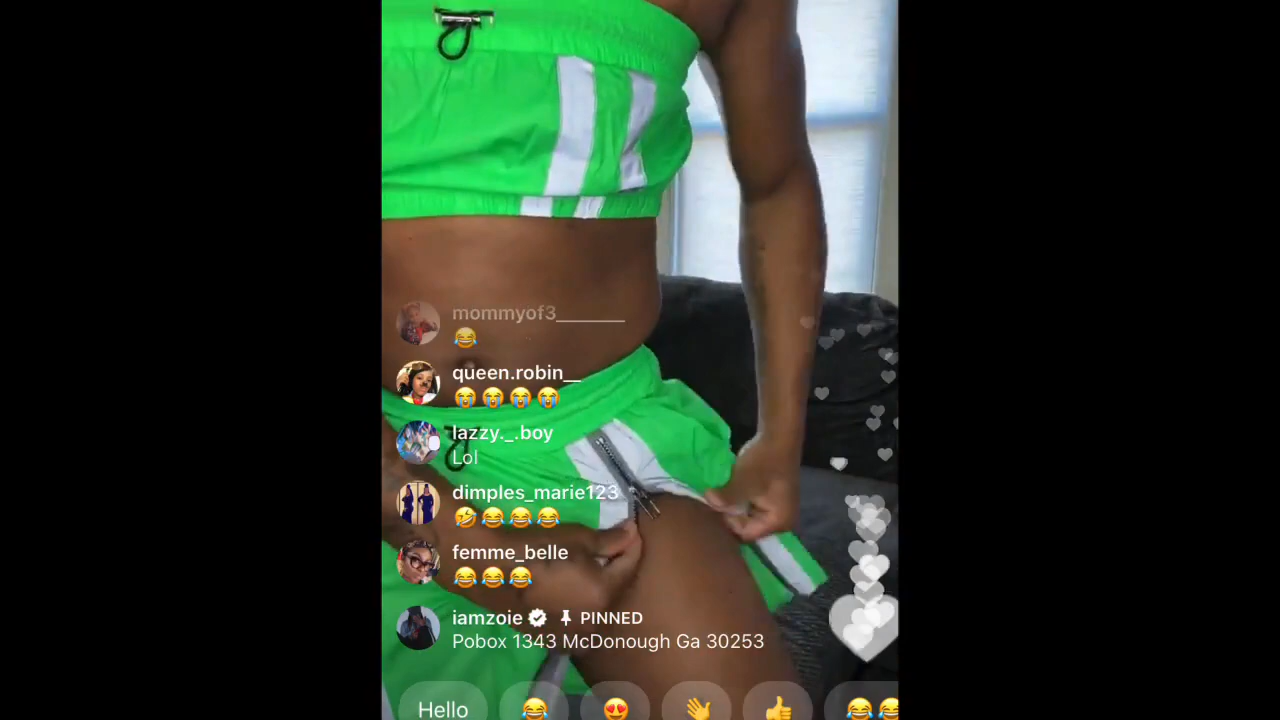 mommyof3_______
😂
queen.robin__
😭😭😭😭
lazzy._.boy
Lol
dimples_marie123
🤣😂😂😂
femme_belle
😂😂😂
iamzoie PINNED
Pobox 1343 McDonough Ga 30253
Hello 😂 😍 👋 👍 😂😂